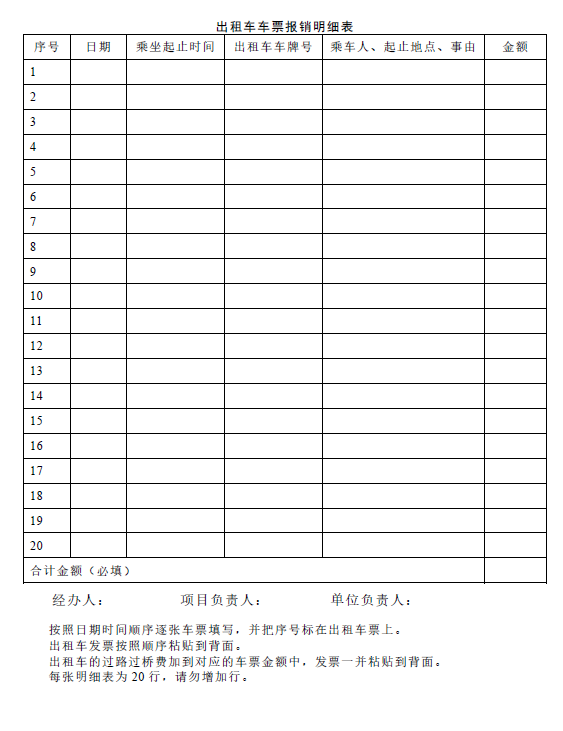 出租车车票报销明细表
序号 日期 乘坐起止时间 出租车车牌号 乘车人、起止地点、事由 金额
1
2
3
4
5
6
7
8
9
10
11
12
13
14
15
16
17
18
19
20
合计金额（必填）
经办人： 项目负责人： 单位负责人：
按照日期时间顺序逐张车票填写，并把序号标在出租车票上。
出租车发票按照顺序粘贴到背面。
出租车的过路过桥费加到对应的车票金额中，发票一并粘贴到背面。
每张明细表为 20 行，请勿增加行。